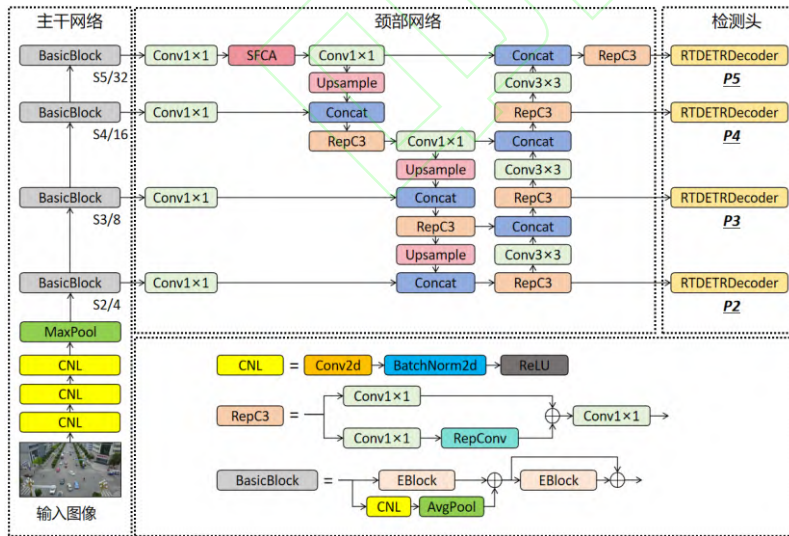 主干网络
颈部网络
检测头
BasicBlock Conv1×1 SFCA Conv1×1 Concat RepC3 RTDETRDecoder
S5/32 Upsample Conv3×3 P5
BasicBlock Conv1×1 Concat RepC3 RTDETRDecoder
S4/16 RepC3 Conv1×1 Concat P4
Upsample Conv3×3
BasicBlock Conv1×1 Concat RepC3 RTDETRDecoder
S3/8 RepC3 Concat P3
Upsample Conv3×3
BasicBlock Conv1×1 Concat RepC3 RTDETRDecoder
S2/4 P2
MaxPool
CNL
CNL
CNL
输入图像
CNL = Conv2d BatchNorm2d ReLU
RepC3 = Conv1×1 Conv1×1
Conv1×1 RepConv
BasicBlock = EBlock EBlock
CNL AvgPool